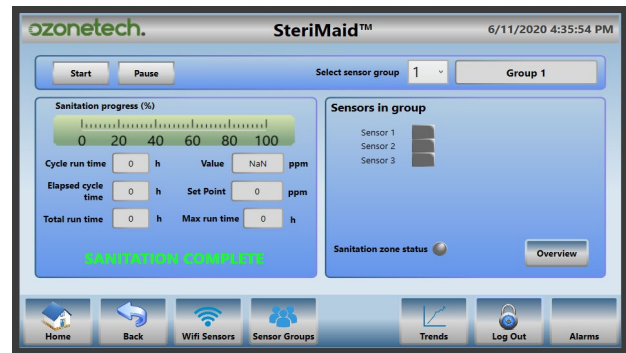 ozonetech. SteriMaid™ 6/11/2020 4:35:54 PM
Start Pause Select sensor group 1 Group 1
Sanitation progress (%)
0 20 40 60 80 100
Cycle run time 0 h Value NaN ppm
Elapsed cycle time 0 h Set Point 0 ppm
Total run time 0 h Max run time 0 h
SANITATION COMPLETE
Sensors in group
Sensor 1
Sensor 2
Sensor 3
Sanitation zone status Overview
Home Back Wifi Sensors Sensor Groups Trends Log Out Alarms